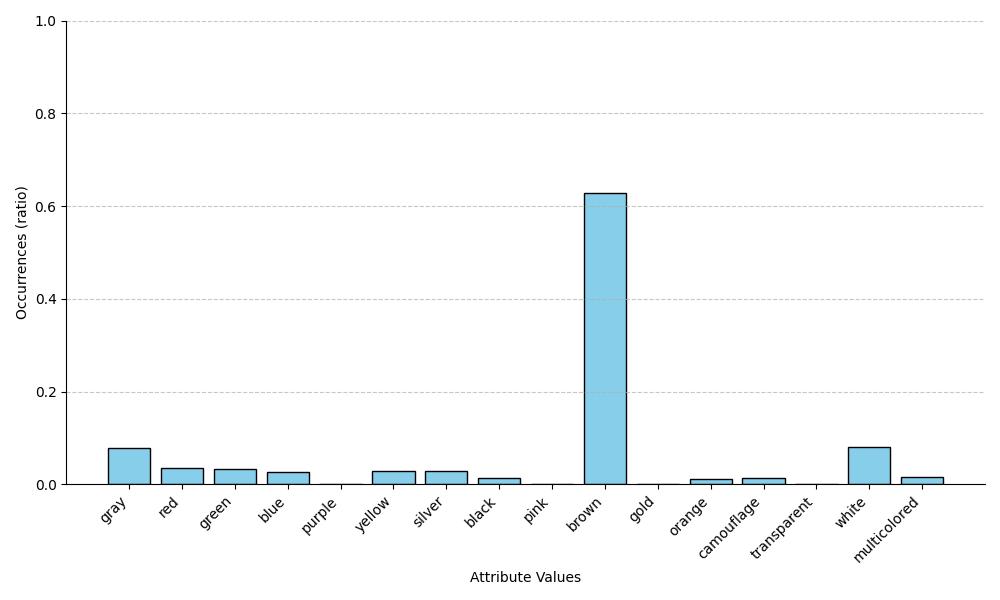 1.0
0.8
0.6
0.4
0.2
0.0
Occurrences (ratio)
gray
red
green
blue
purple
yellow
silver
black
pink
brown
gold
orange
camouflage
transparent
white
multicolored
Attribute Values